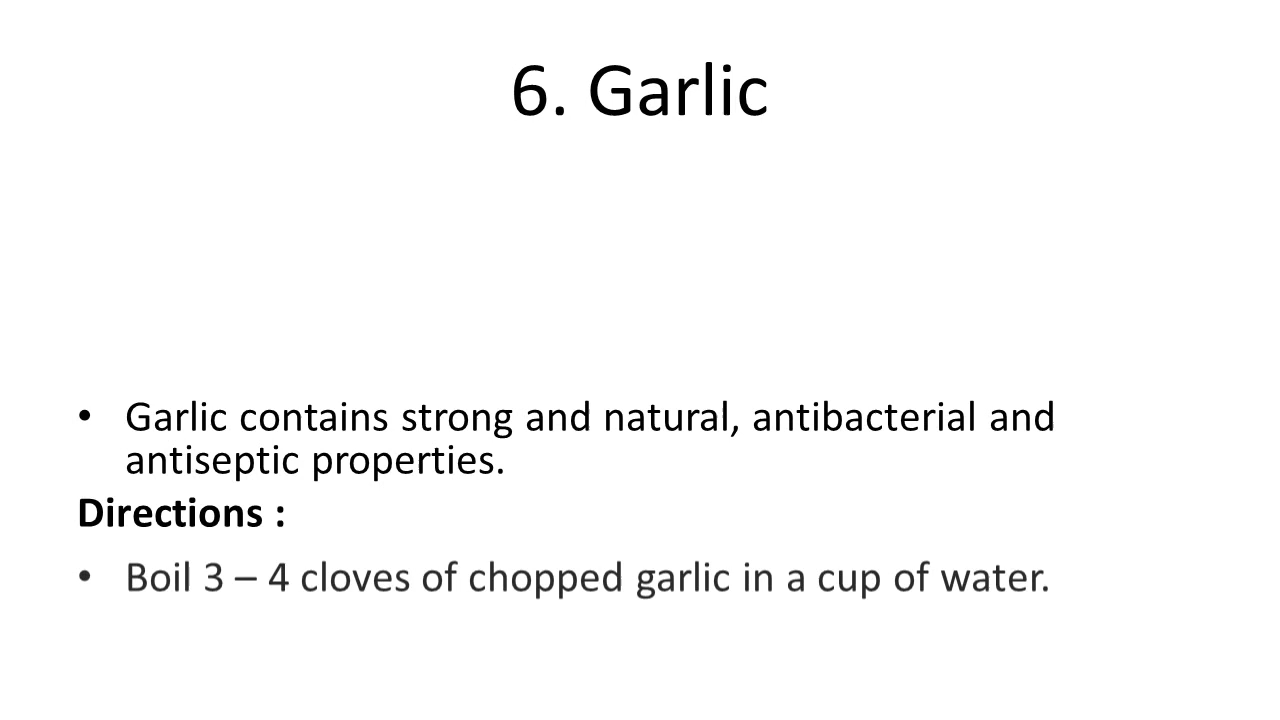 6. Garlic
• Garlic contains strong and natural, antibacterial and
antiseptic properties.
Directions :
• Boil 3 – 4 cloves of chopped garlic in a cup of water.